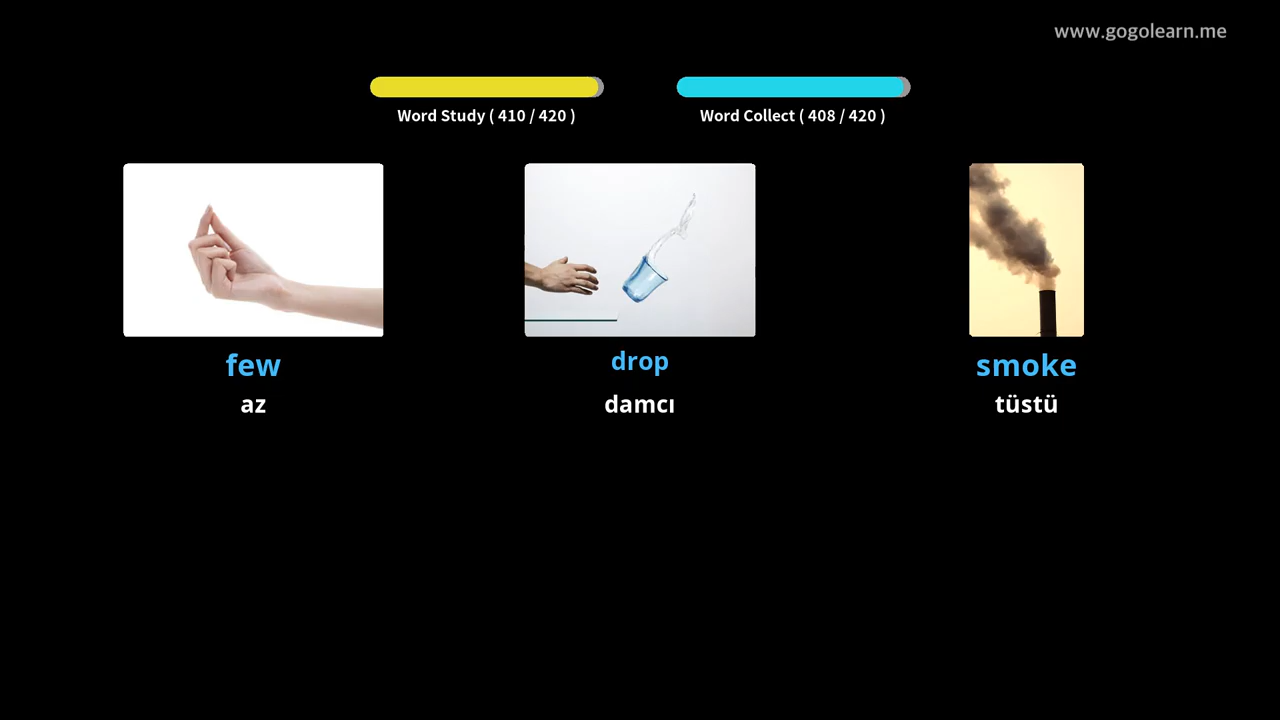 www.gogolearn.me
Word Study ( 410 / 420 )
Word Collect ( 408 / 420 )
few
az
drop
damcı
smoke
tüstü